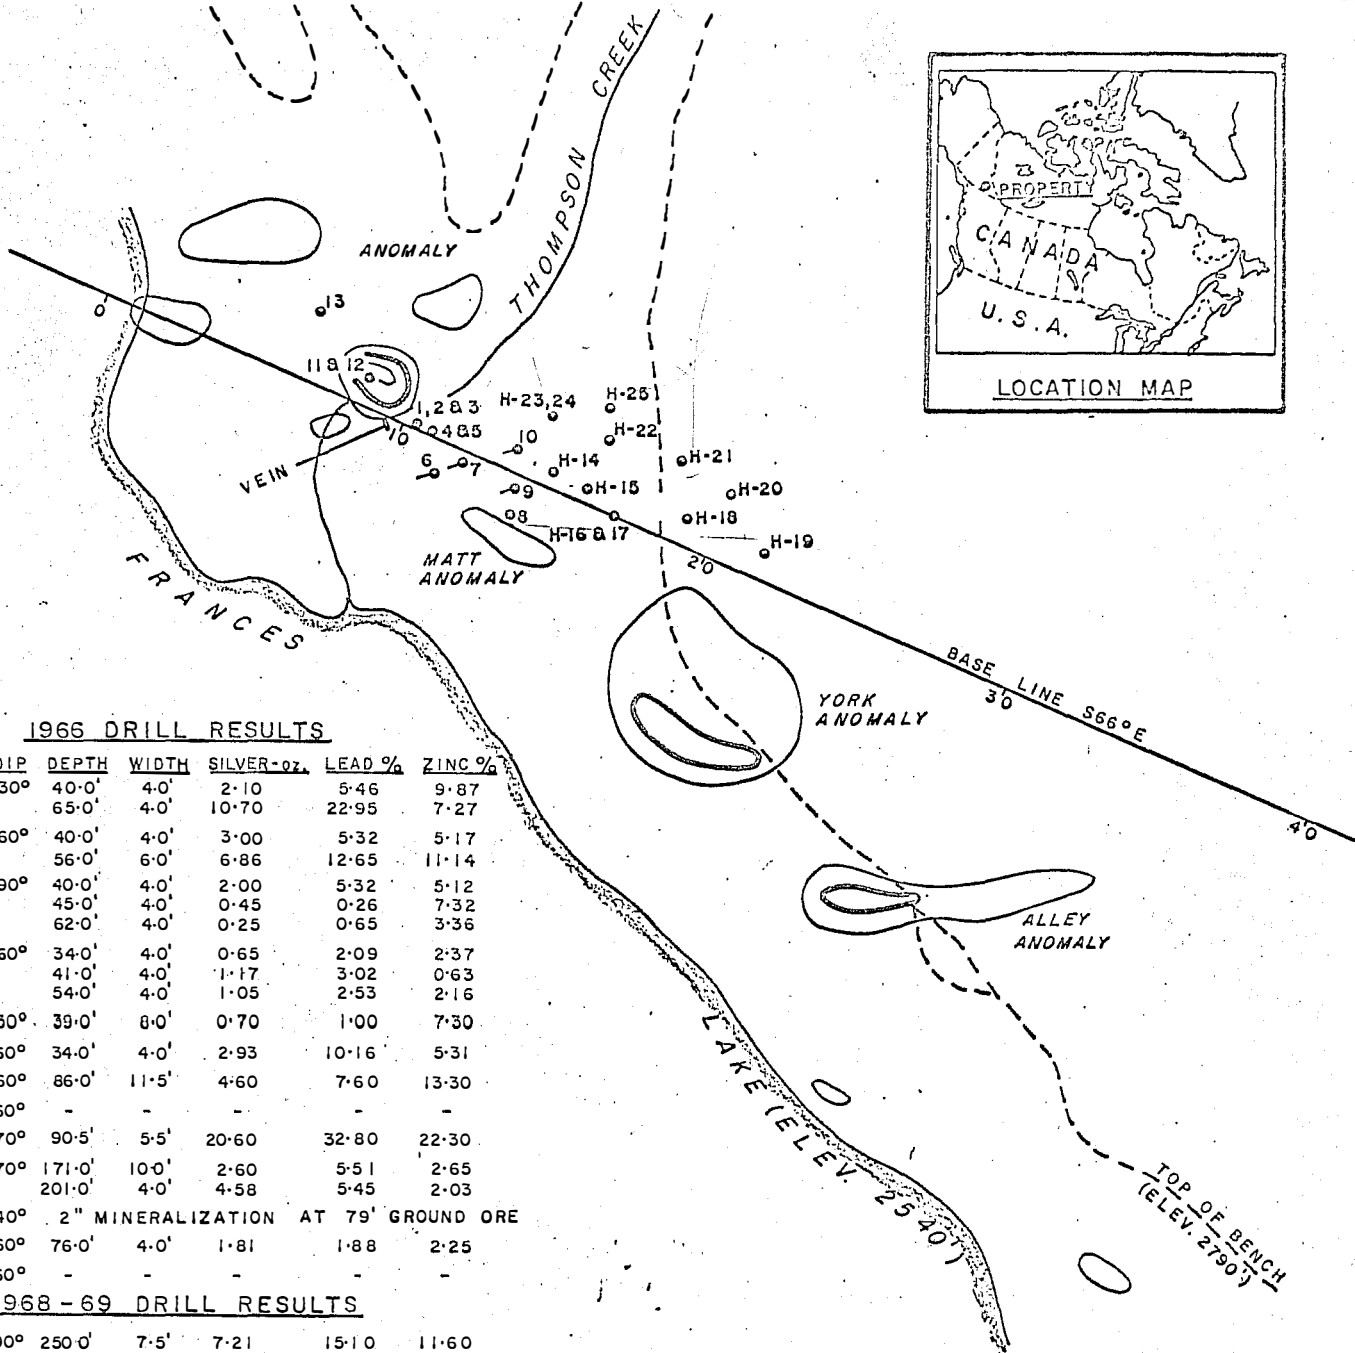 THOMPSON CREEK
ANOMALY
13
0
11 & 12
1,2 & 3
4 & 5
10
H-23,24
H-25
H-22
10
H-14
H-21
6
7
VEIN
9
H-15
H-20
8
H-18
H-16 & 17
H-19
MATT
ANOMALY
2'0
FRANCES
BASE LINE S66°E
3'0
YORK
ANOMALY
4'0
ALLEY
ANOMALY
LAKE (ELEV. 2540')
TOP OF BENCH
(ELEV. 2790')
PROPERTY
CANADA
U.S.A.
LOCATION MAP
1966 DRILL RESULTS
DIP DEPTH WIDTH SILVER-oz. LEAD % ZINC %
30° 40·0' 4·0' 2·10 5·46 9·87
65·0' 4·0' 10·70 22·95 7·27
60° 40·0' 4·0' 3·00 5·32 5·17
56·0' 6·0' 6·86 12·65 11·14
90° 40·0' 4·0' 2·00 5·32 5·12
45·0' 4·0' 0·45 0·26 7·32
62·0' 4·0' 0·25 0·65 3·36
60° 34·0' 4·0' 0·65 2·09 2·37
41·0' 4·0' 1·17 3·02 0·63
54·0' 4·0' 1·05 2·53 2·16
60° 39·0' 8·0' 0·70 1·00 7·30
60° 34·0' 4·0' 2·93 10·16 5·31
60° 86·0' 11·5' 4·60 7·60 13·30
60° - - - - -
70° 90·5' 5·5' 20·60 32·80 22·30
70° 171·0' 10·0' 2·60 5·51 2·65
201·0' 4·0' 4·58 5·45 2·03
40° 2" MINERALIZATION AT 79' GROUND ORE
60° 76·0' 4·0' 1·81 1·88 2·25
60° - - - - -
968-69 DRILL RESULTS
90° 250·0' 7·5' 7·21 15·10 11·60